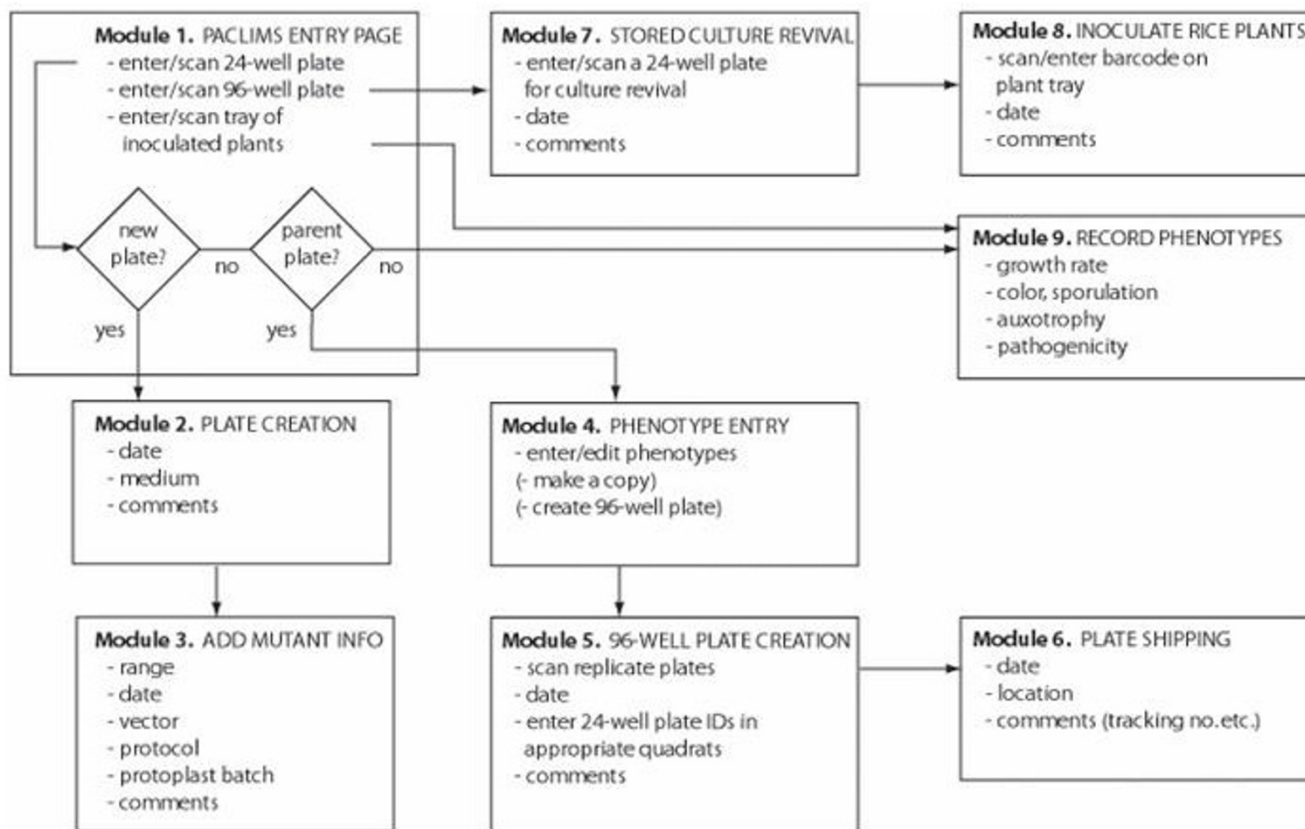 Module 1. PACLIMS ENTRY PAGE
- enter/scan 24-well plate
- enter/scan 96-well plate
- enter/scan tray of
inoculated plants
new
plate?
no
yes
parent
plate?
no
yes
Module 7. STORED CULTURE REVIVAL
- enter/scan a 24-well plate
for culture revival
- date
- comments
Module 8. INOCULATE RICE PLANTS
- scan/enter barcode on
plant tray
- date
- comments
Module 9. RECORD PHENOTYPES
- growth rate
- color, sporulation
- auxotrophy
- pathogenicity
Module 2. PLATE CREATION
- date
- medium
- comments
Module 4. PHENOTYPE ENTRY
- enter/edit phenotypes
(- make a copy)
(- create 96-well plate)
Module 3. ADD MUTANT INFO
- range
- date
- vector
- protocol
- protoplast batch
- comments
Module 5. 96-WELL PLATE CREATION
- scan replicate plates
- date
- enter 24-well plate IDs in
appropriate quadrats
- comments
Module 6. PLATE SHIPPING
- date
- location
- comments (tracking no.etc.)